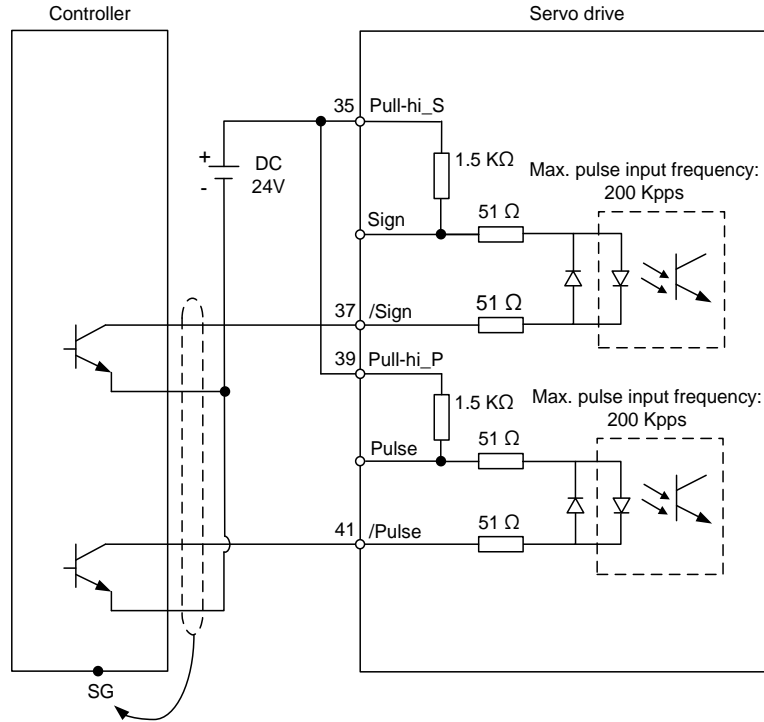 Controller
Servo drive
35 Pull-hi_S
+
-
DC
24V
1.5 KΩ
Max. pulse input frequency:
200 Kpps
Sign
51 Ω
37 /Sign
51 Ω
39 Pull-hi_P
1.5 KΩ
Max. pulse input frequency:
200 Kpps
Pulse
51 Ω
41 /Pulse
51 Ω
SG